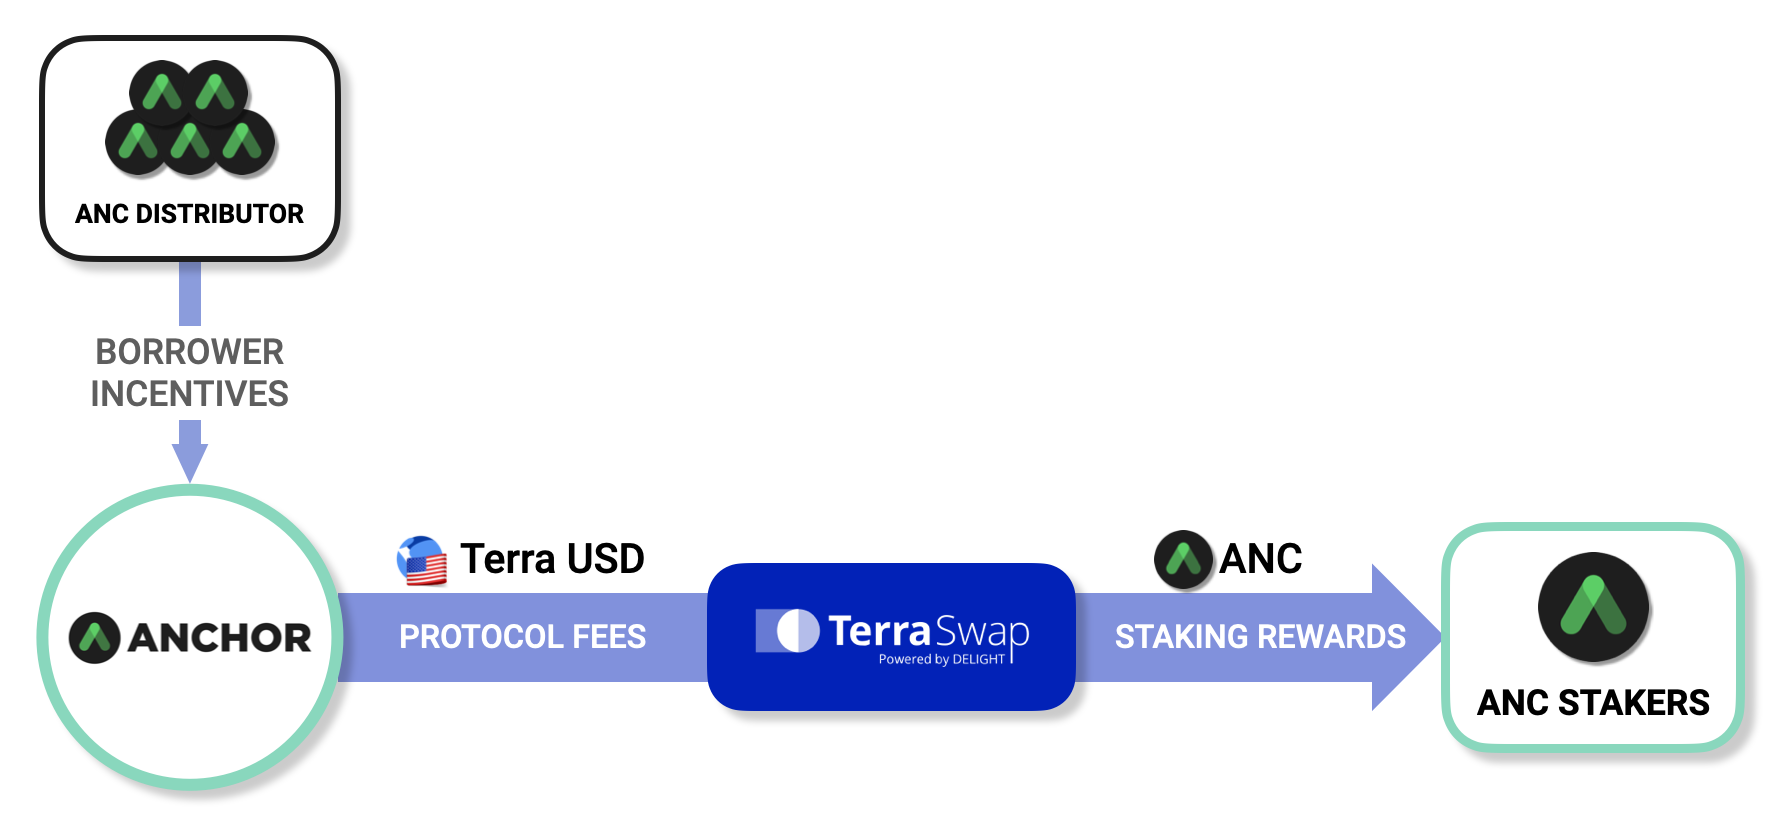 ANC DISTRIBUTOR
BORROWER
INCENTIVES
ANCHOR
Terra USD
PROTOCOL FEES
TerraSwap
Powered by DELIGHT
ANC
STAKING REWARDS
ANC STAKERS